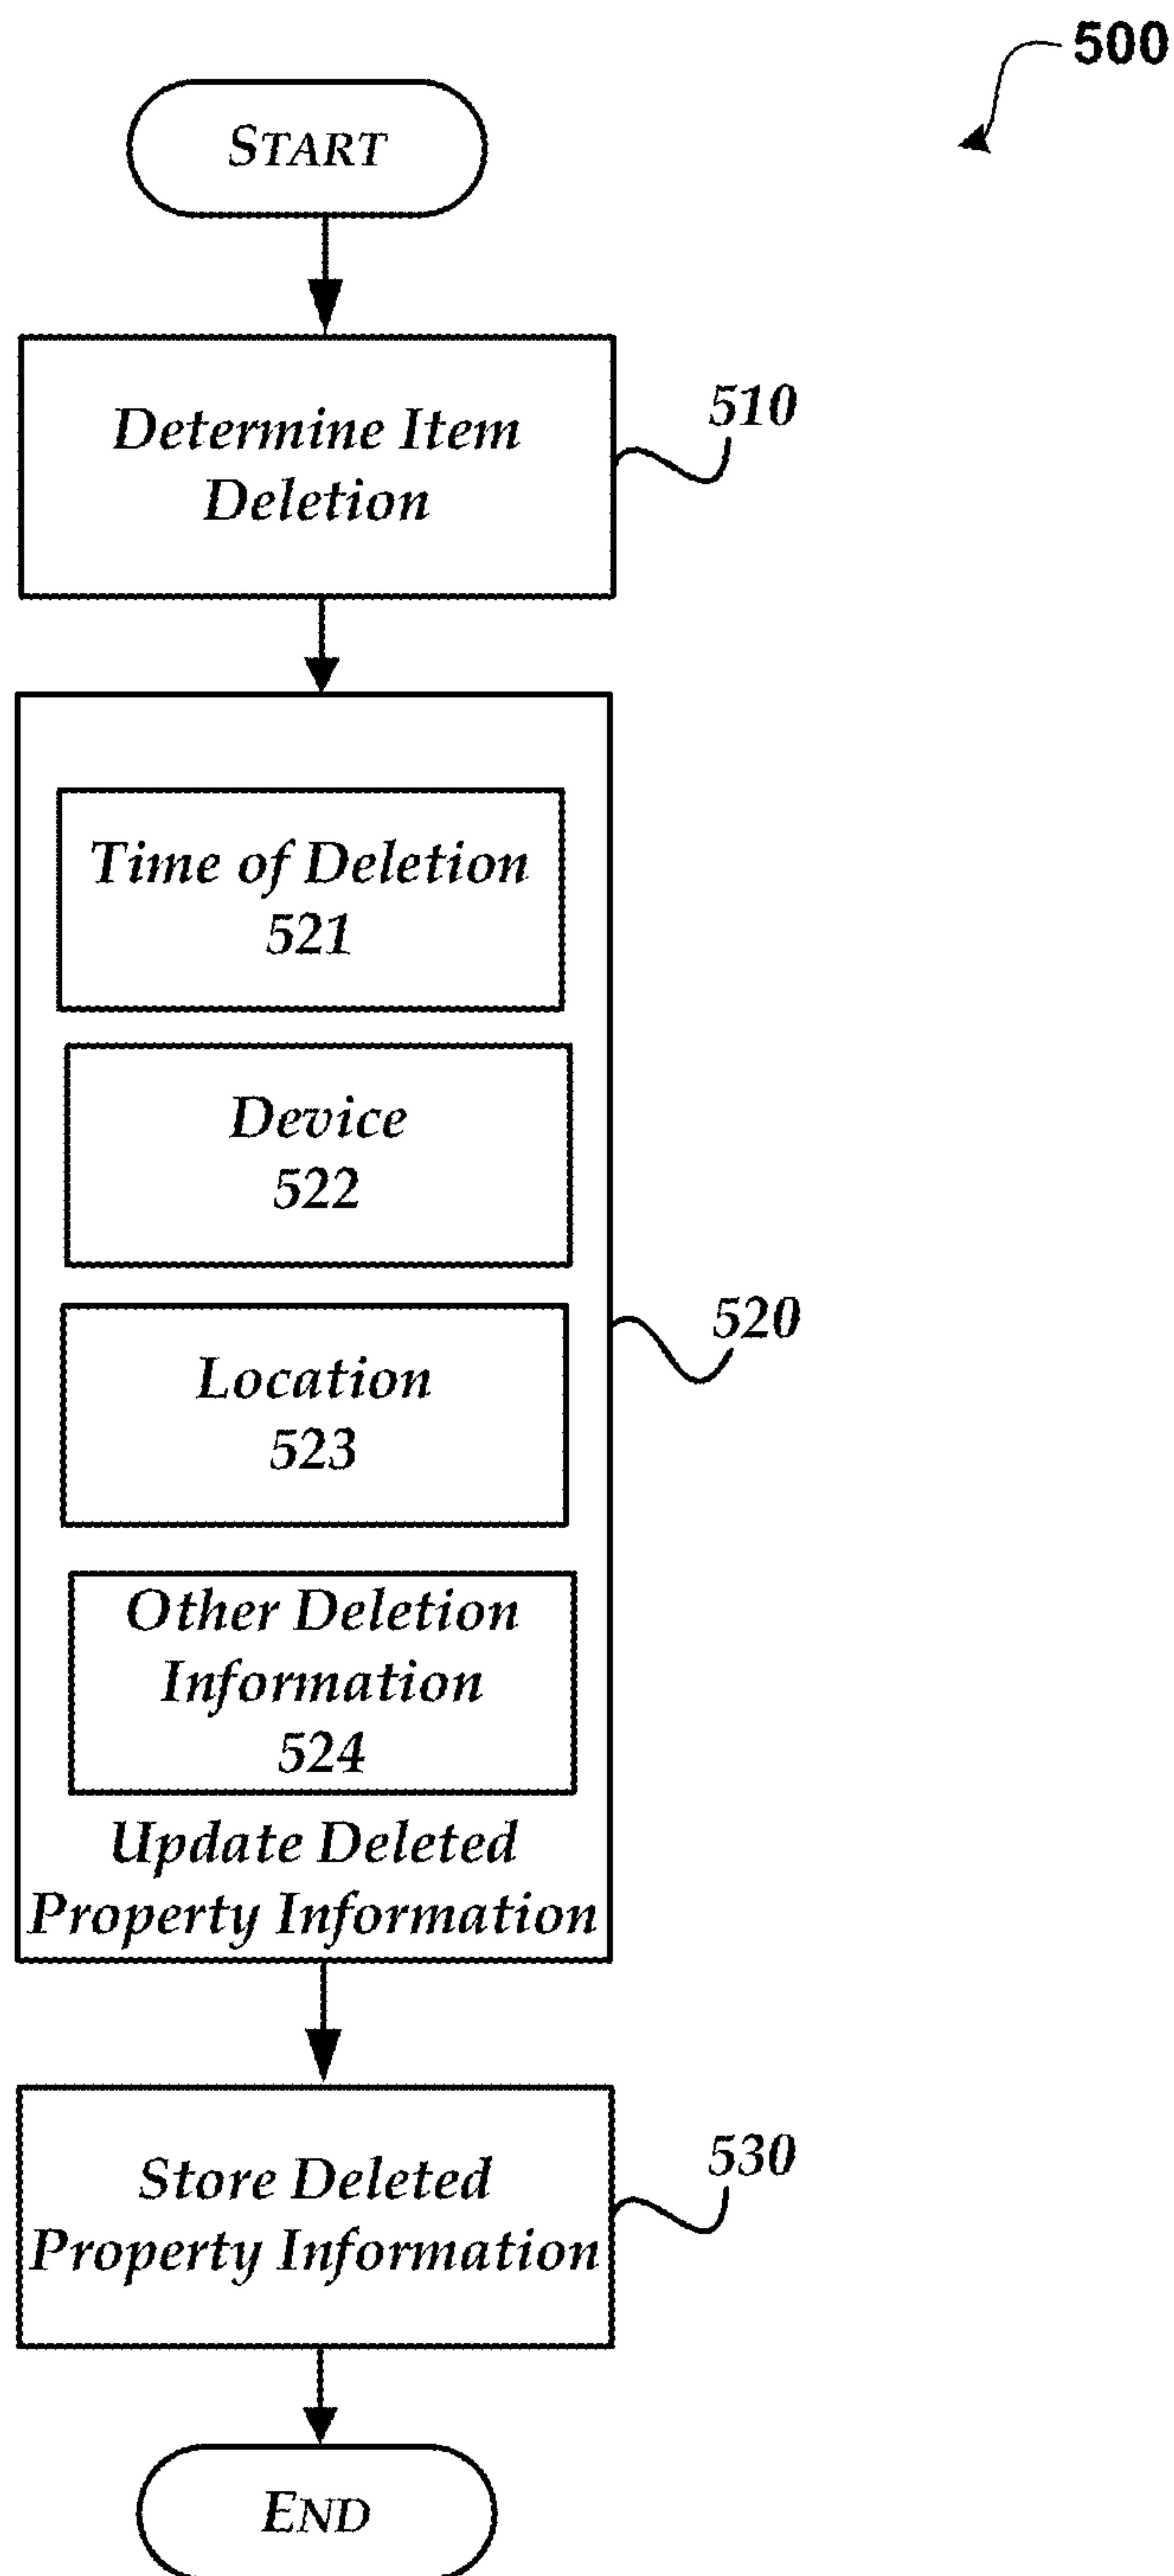 500
START
Determine Item
Deletion
510
Time of Deletion
521
Device
522
Location
523
520
Other Deletion
Information
524
Update Deleted
Property Information
Store Deleted
Property Information
530
END